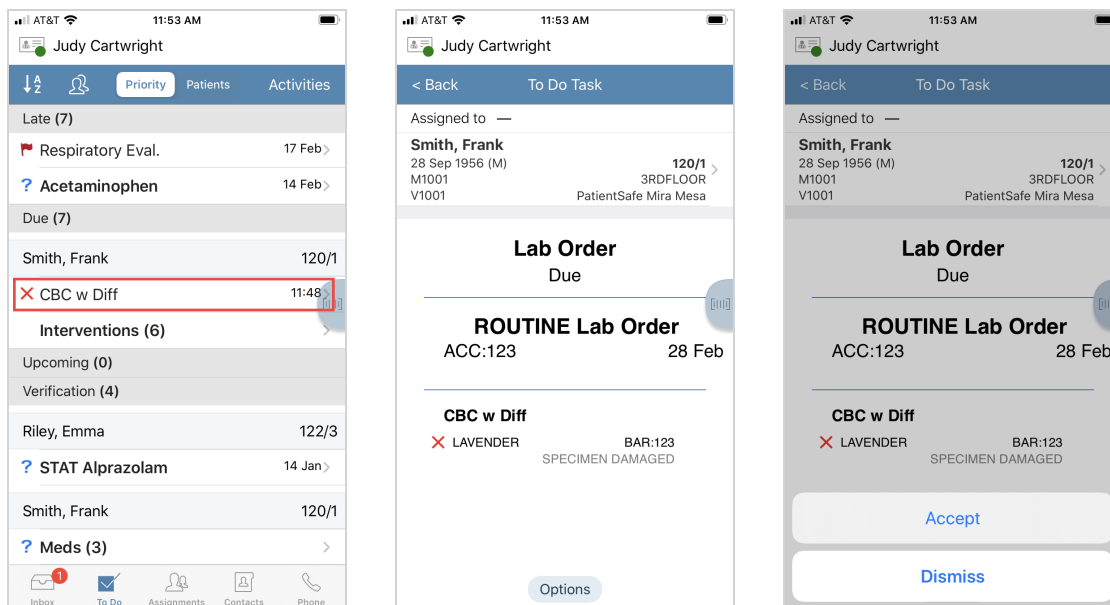 AT&T 11:53 AM
Judy Cartwright
A Z Priority Patients Activities
Late (7)
Respiratory Eval. 17 Feb
? Acetaminophen 14 Feb
Due (7)
Smith, Frank 120/1
CBC w Diff 11:48
Interventions (6)
Upcoming (0)
Verification (4)
Riley, Emma 122/3
? STAT Alprazolam 14 Jan
Smith, Frank 120/1
? Meds (3)
1
Inbox To Do Assignments Contacts Phone
AT&T 11:53 AM
Judy Cartwright
< Back To Do Task
Assigned to —
Smith, Frank
28 Sep 1956 (M) 120/1
M1001 3RDFLOOR
V1001 PatientSafe Mira Mesa
Lab Order
Due
ROUTINE Lab Order
ACC:123 28 Feb
CBC w Diff
LAVENDER BAR:123
SPECIMEN DAMAGED
Options
AT&T 11:53 AM
Judy Cartwright
< Back To Do Task
Assigned to —
Smith, Frank
28 Sep 1956 (M) 120/1
M1001 3RDFLOOR
V1001 PatientSafe Mira Mesa
Lab Order
Due
ROUTINE Lab Order
ACC:123 28 Feb
CBC w Diff
LAVENDER BAR:123
SPECIMEN DAMAGED
Accept
Dismiss